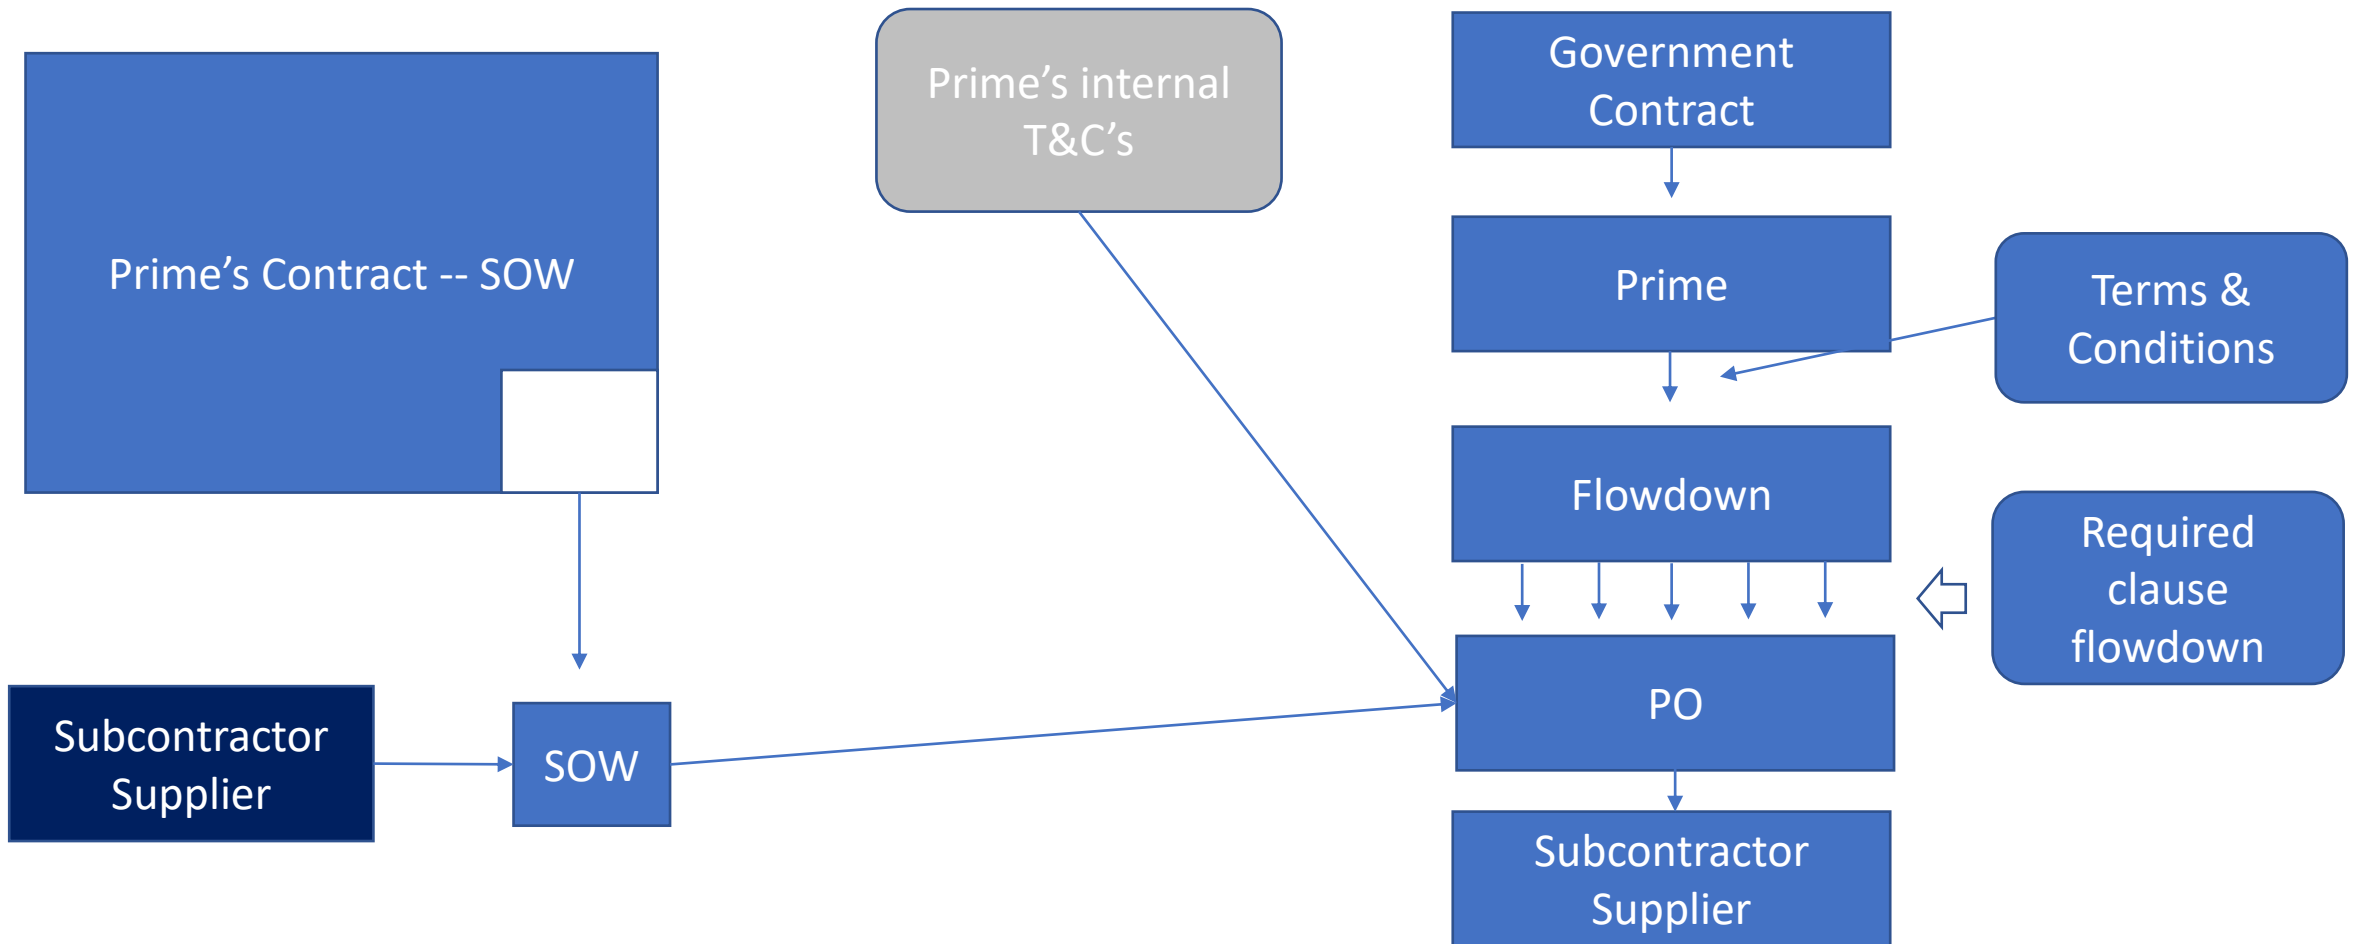 Prime’s Contract -- SOW
Subcontractor
Supplier
SOW
Prime’s internal
T&C’s
Government
Contract
Prime
Terms &
Conditions
Flowdown
Required
clause
flowdown
PO
Subcontractor
Supplier